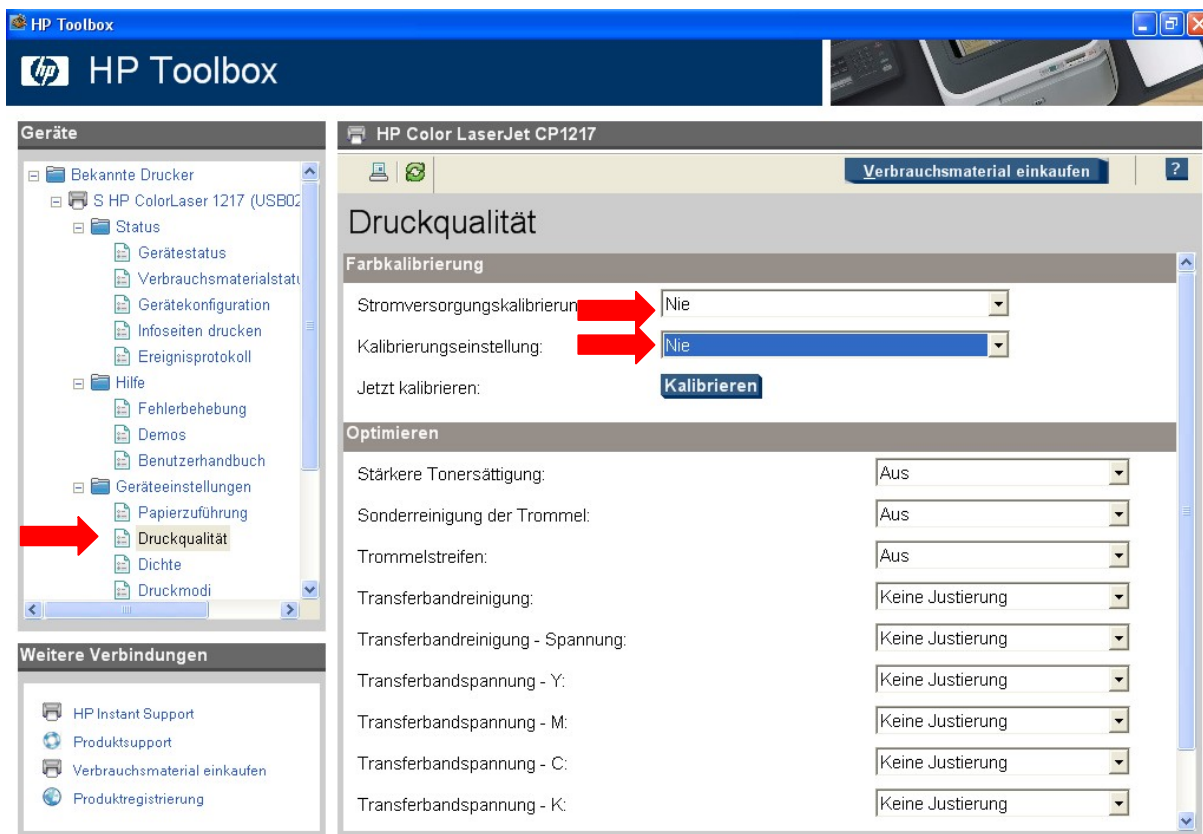 HP Toolbox
hp HP Toolbox
Geräte
Bekannte Drucker
S HP ColorLaser 1217 (USB02
Status
Gerätestatus
Verbrauchsmaterialstatu
Gerätekonfiguration
Infoseiten drucken
Ereignisprotokoll
Hilfe
Fehlerbehebung
Demos
Benutzerhandbuch
Geräteeinstellungen
Papierzuführung
Druckqualität
Dichte
Druckmodi
Weitere Verbindungen
HP Instant Support
Produktsupport
Verbrauchsmaterial einkaufen
Produktregistrierung
HP Color LaserJet CP1217
Verbrauchsmaterial einkaufen ?
Druckqualität
Farbkalibrierung
Stromversorgungskalibrierun Nie
Kalibrierungseinstellung: Nie
Jetzt kalibrieren: Kalibrieren
Optimieren
Stärkere Tonersättigung: Aus
Sonderreinigung der Trommel: Aus
Trommelstreifen: Aus
Transferbandreinigung: Keine Justierung
Transferbandreinigung - Spannung: Keine Justierung
Transferbandspannung - Y: Keine Justierung
Transferbandspannung - M: Keine Justierung
Transferbandspannung - C: Keine Justierung
Transferbandspannung - K: Keine Justierung